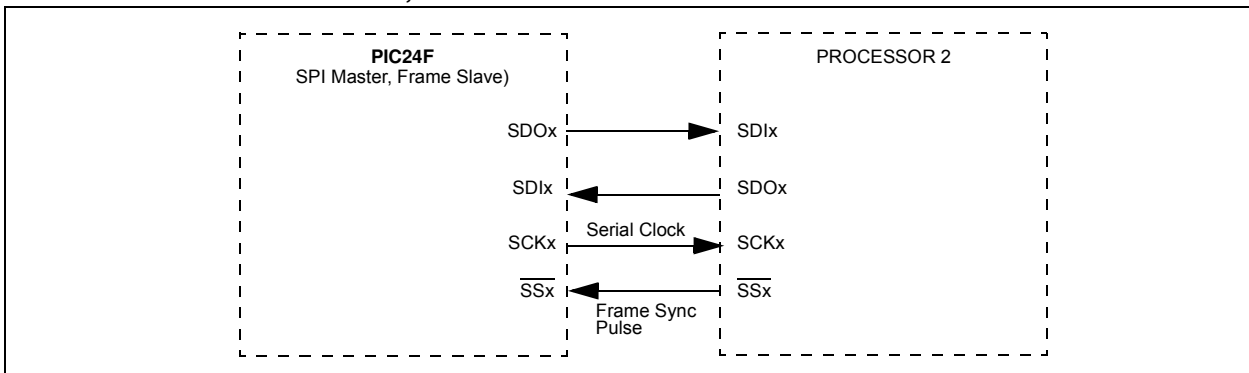 PIC24F
SPI Master, Frame Slave)
PROCESSOR 2
SDOx
SDIx
SDIx
SDOx
SCKx
Serial Clock
SCKx
SSx
SSx
Frame Sync
Pulse